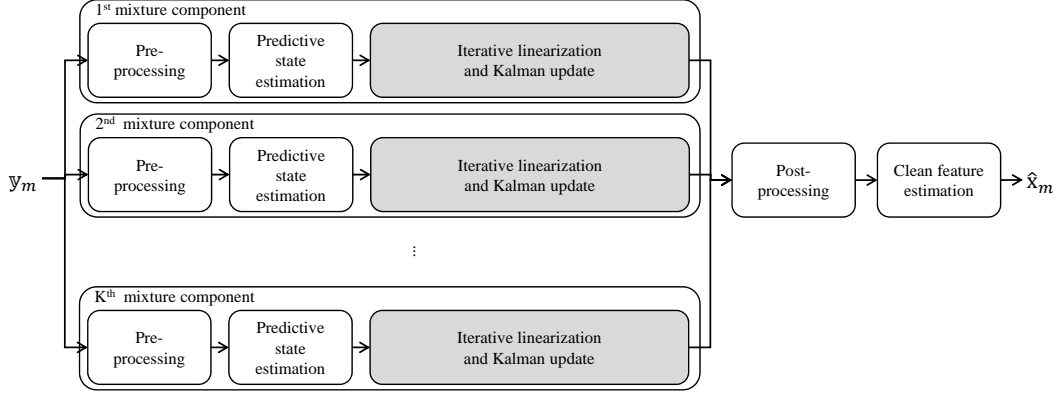 1st mixture component
Pre-
processing
Predictive
state
estimation
Iterative linearization
and Kalman update
2nd mixture component
Pre-
processing
Predictive
state
estimation
Iterative linearization
and Kalman update
𝕪m
Post-
processing
Clean feature
estimation
x̂m
⋮
Kth mixture component
Pre-
processing
Predictive
state
estimation
Iterative linearization
and Kalman update